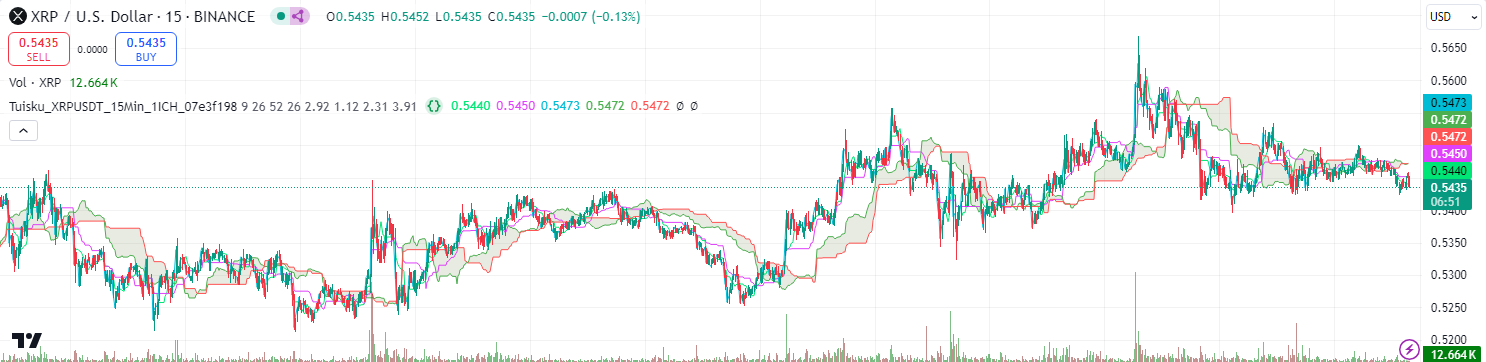 XRP / U.S. Dollar · 15 · BINANCE O0.5435 H0.5452 L0.5435 C0.5435 −0.0007 (−0.13%)
USD
0.5435
SELL
0.0000
0.5435
BUY
Vol · XRP 12.664 K
Tuisku_XRPUSDT_15Min_1ICH_07e3f198 9 26 52 26 2.92 1.12 2.31 3.91 {} 0.5440 0.5450 0.5473 0.5472 0.5472 Ø Ø
0.5650
0.5600
0.5473
0.5472
0.5472
0.5450
0.5440
0.5435
06:51
0.5400
0.5350
0.5300
0.5250
0.5200
12.664 K